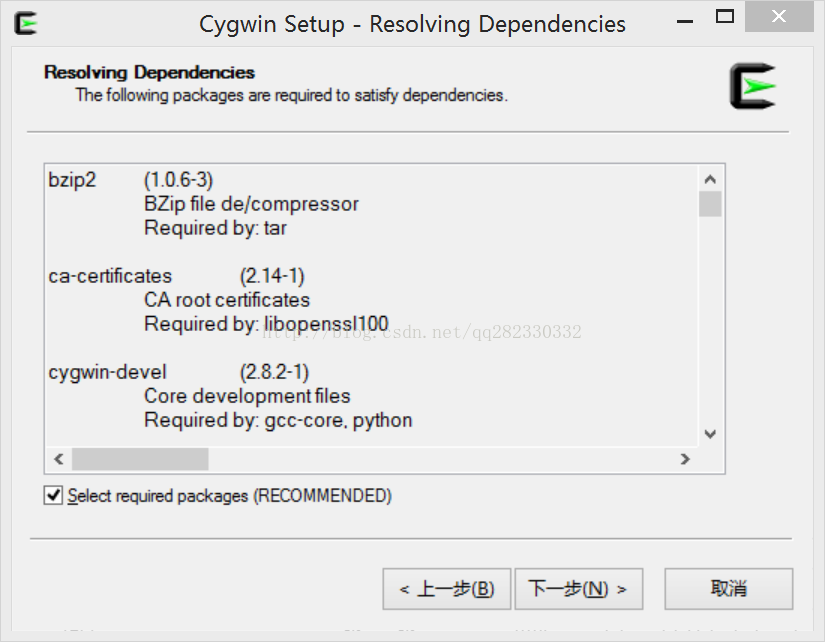 Cygwin Setup - Resolving Dependencies
Resolving Dependencies
The following packages are required to satisfy dependencies.
bzip2 (1.0.6-3)
BZip file de/compressor
Required by: tar
ca-certificates (2.14-1)
CA root certificates
Required by: libopenssl100
http://blog.csdn.net/qq282330332
cygwin-devel (2.8.2-1)
Core development files
Required by: gcc-core, python
Select required packages (RECOMMENDED)
< 上一步(B) 下一步(N) > 取消